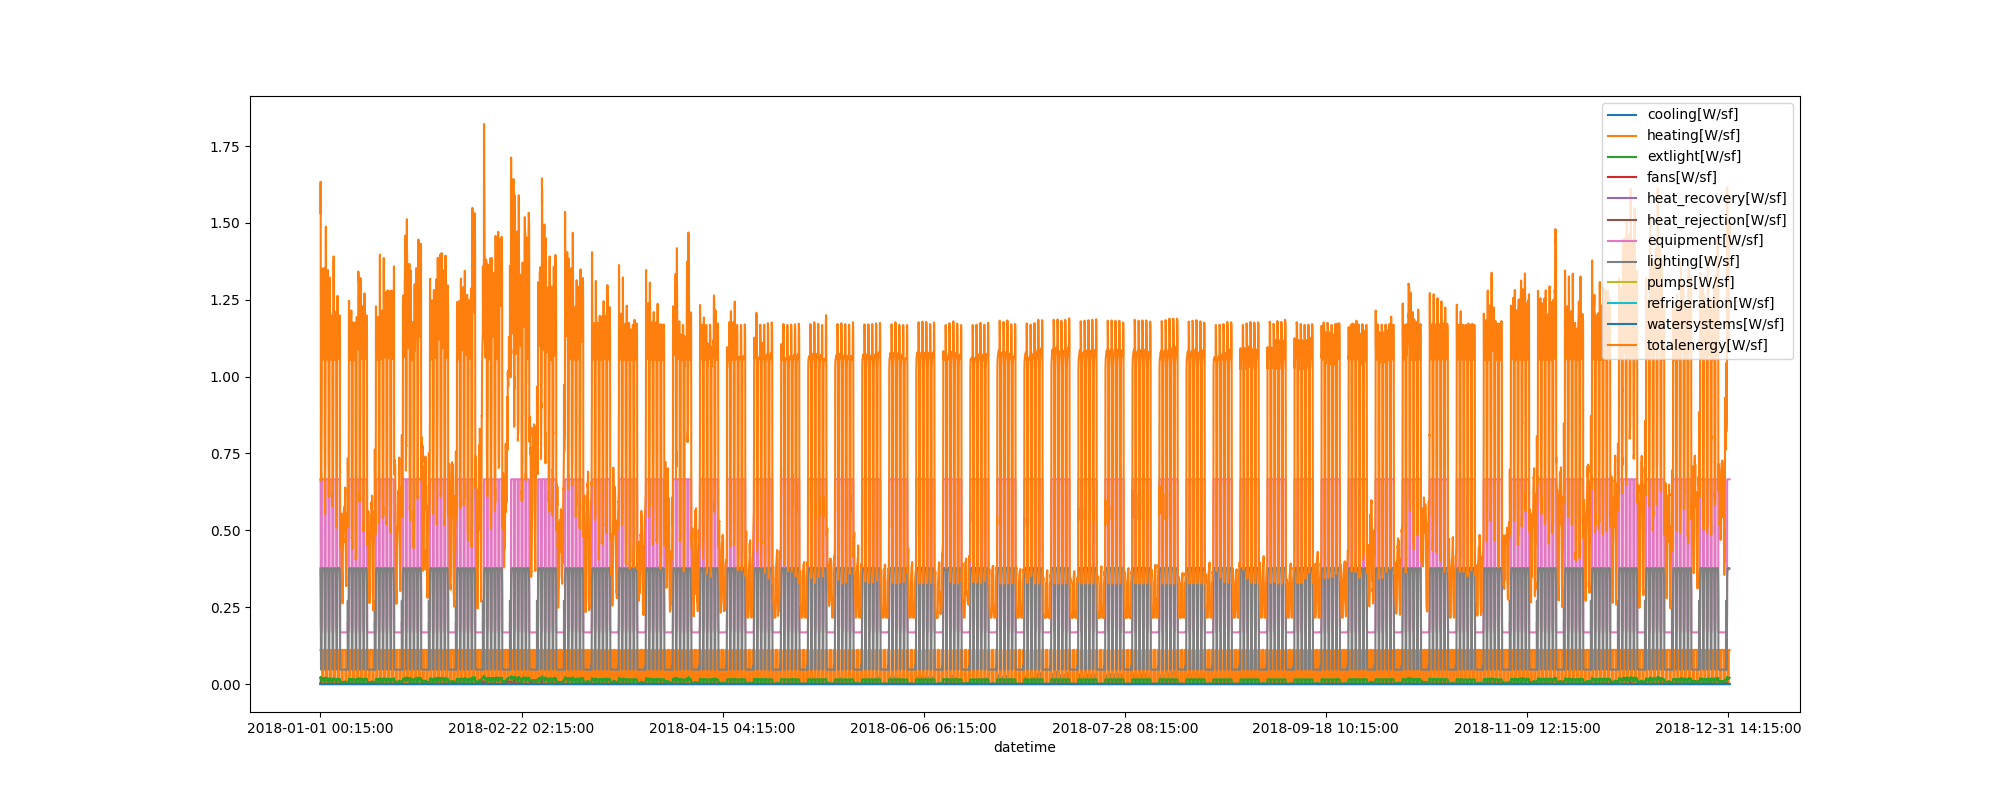 1.75
1.50
1.25
1.00
0.75
0.50
0.25
0.00
cooling[W/sf]
heating[W/sf]
extlight[W/sf]
fans[W/sf]
heat_recovery[W/sf]
heat_rejection[W/sf]
equipment[W/sf]
lighting[W/sf]
pumps[W/sf]
refrigeration[W/sf]
watersystems[W/sf]
totalenergy[W/sf]
2018-01-01 00:15:00 2018-02-22 02:15:00 2018-04-15 04:15:00 2018-06-06 06:15:00 2018-07-28 08:15:00 2018-09-18 10:15:00 2018-11-09 12:15:00 2018-12-31 14:15:00
datetime